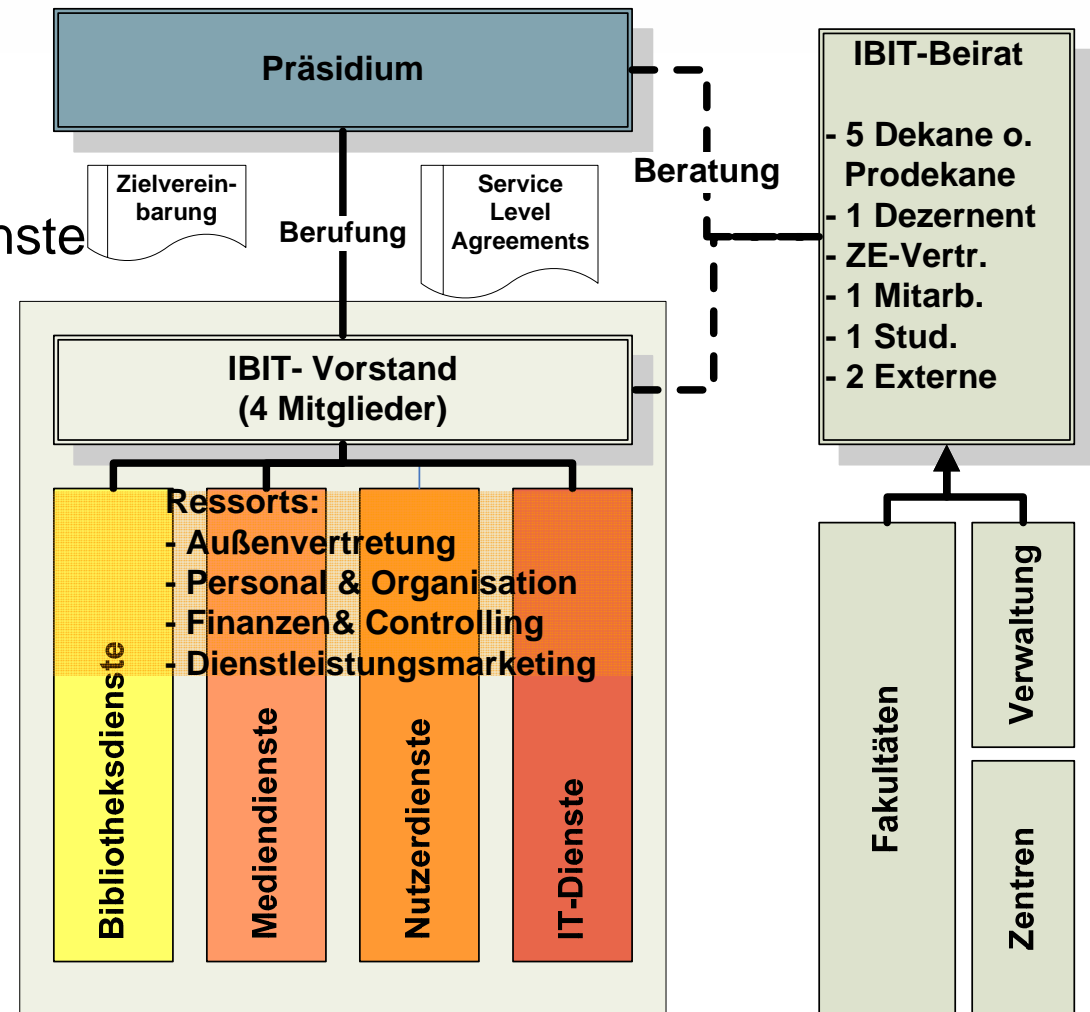 Präsidium
IBIT-Beirat
- 5 Dekane o.
Prodekane
- 1 Dezernent
- ZE-Vertr.
- 1 Mitarb.
- 1 Stud.
- 2 Externe
Beratung
Zielverein-
barung
Berufung
Service
Level
Agreements
nste
IBIT- Vorstand
(4 Mitglieder)
Ressorts:
- Außenvertretung
- Personal & Organisation
- Finanzen& Controlling
- Dienstleistungsmarketing
Bibliotheksdienste
Mediendienste
Nutzerdienste
IT-Dienste
Fakultäten
Verwaltung
Zentren